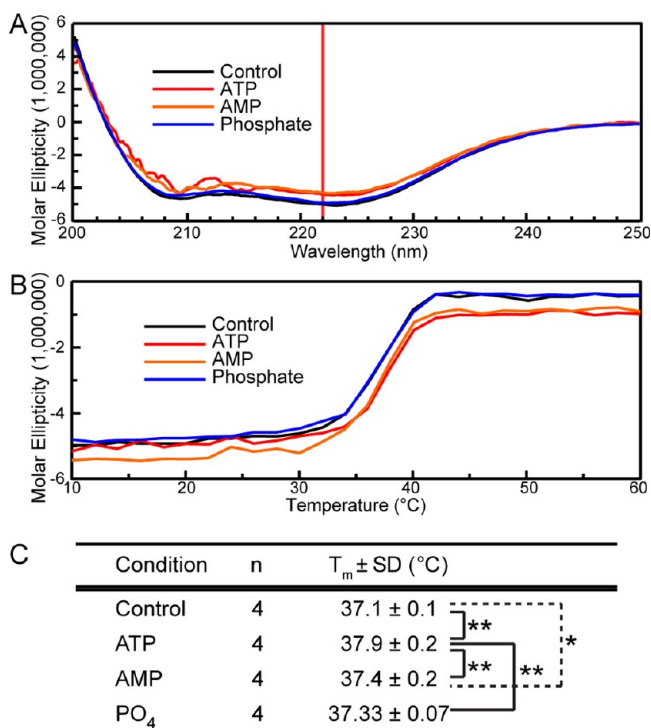 A
Molar Ellipticity (1,000,000)
6
4
2
0
-2
-4
-6
Control
ATP
AMP
Phosphate
200 210 220 230 240 250
Wavelength (nm)
B
Molar Ellipticity (1,000,000)
0
-2
-4
-6
Control
ATP
AMP
Phosphate
10 20 30 40 50 60
Temperature (°C)
C
Condition n Tm ± SD (°C)
Control 4 37.1 ± 0.1
**
ATP 4 37.9 ± 0.2
** ** *
AMP 4 37.4 ± 0.2
PO4 4 37.33 ± 0.07